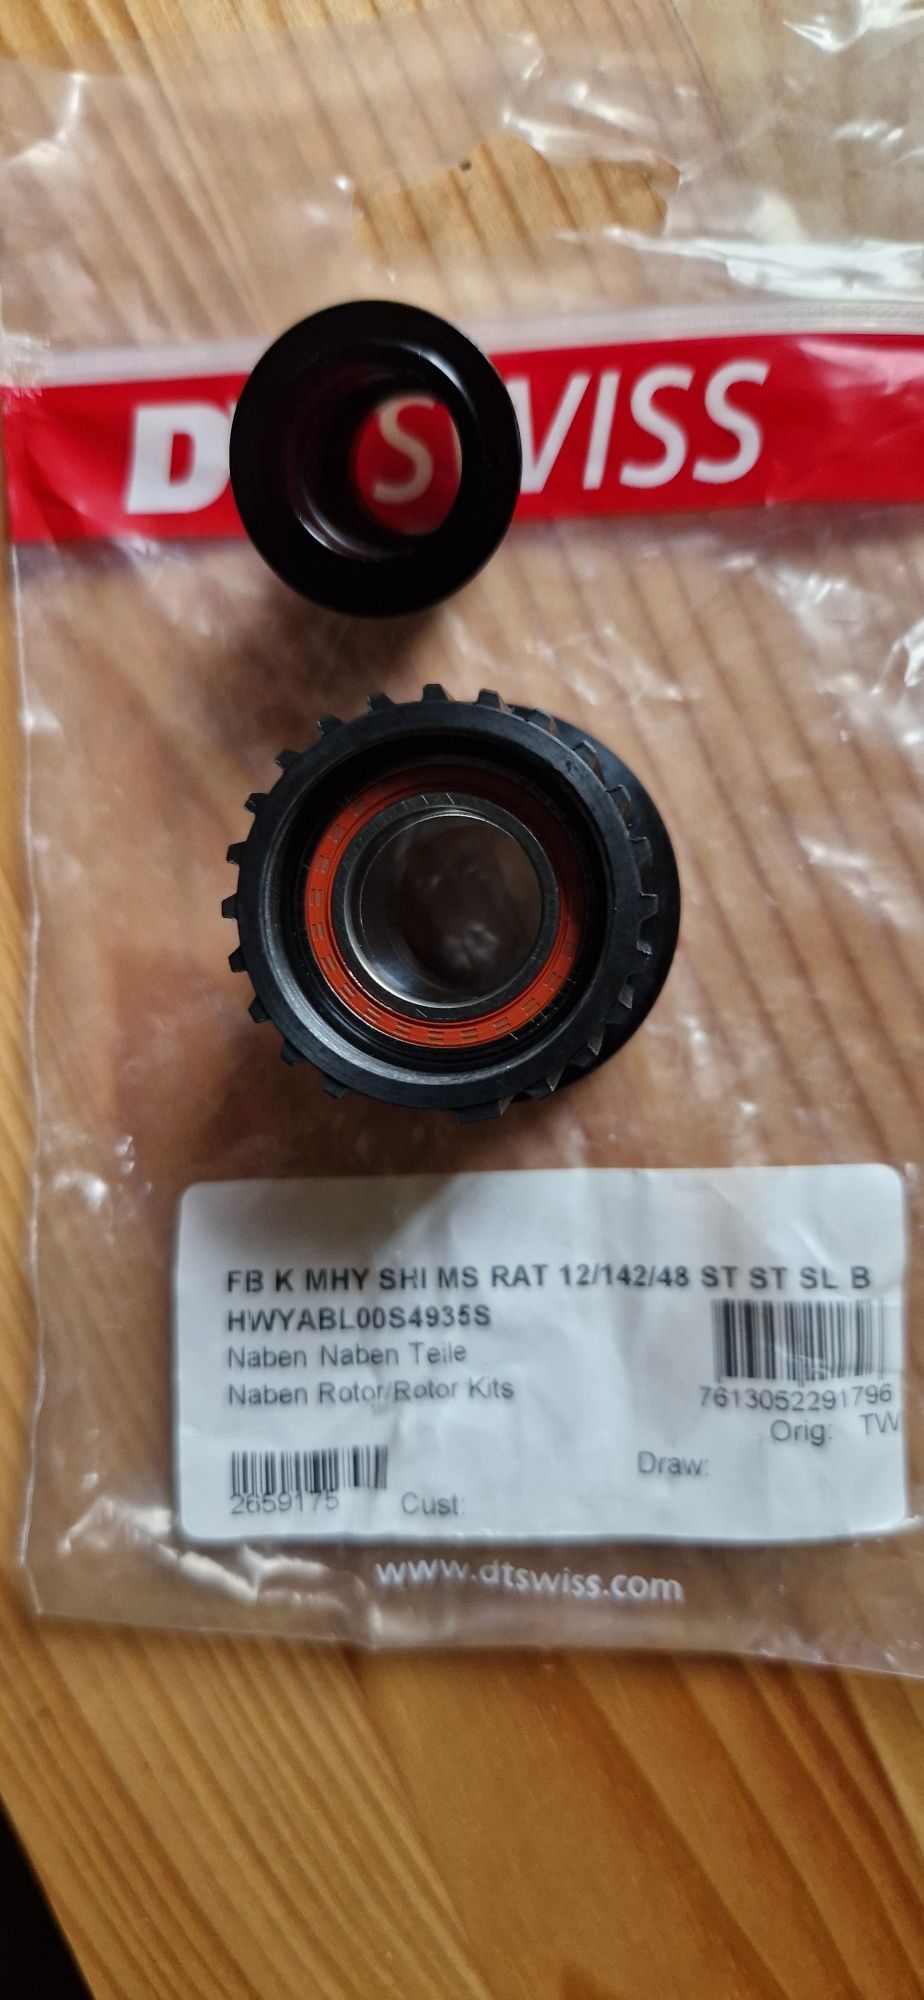 DT SWISS
FB K MHY SHI MS RAT 12/142/48 ST ST SL B
HWYABL00S4935S
Naben Naben Teile
Naben Rotor/Rotor Kits
7613052291796
Orig: TW
Draw:
2659175 Cust:
www.dtswiss.com